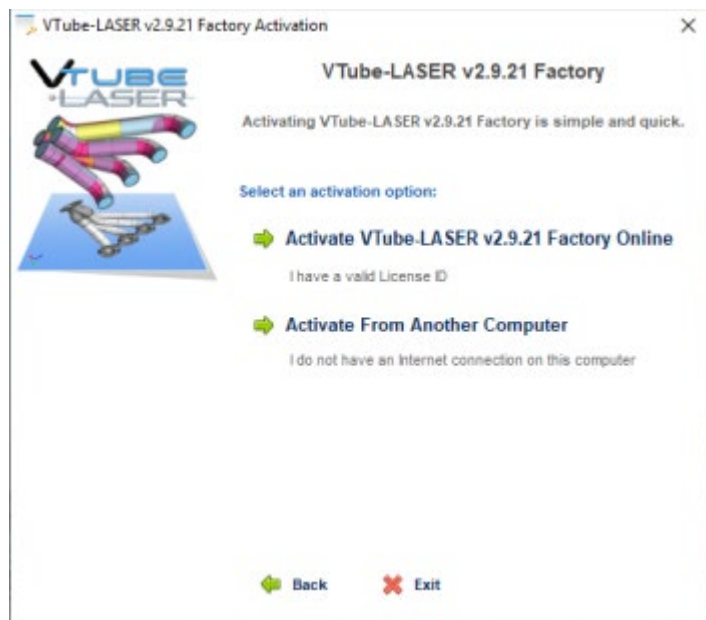 VTube-LASER v2.9.21 Factory Activation
VTUBE
•LASER
VTube-LASER v2.9.21 Factory
Activating VTube-LASER v2.9.21 Factory is simple and quick.
Select an activation option:
Activate VTube-LASER v2.9.21 Factory Online
I have a valid License ID
Activate From Another Computer
I do not have an Internet connection on this computer
Back
Exit